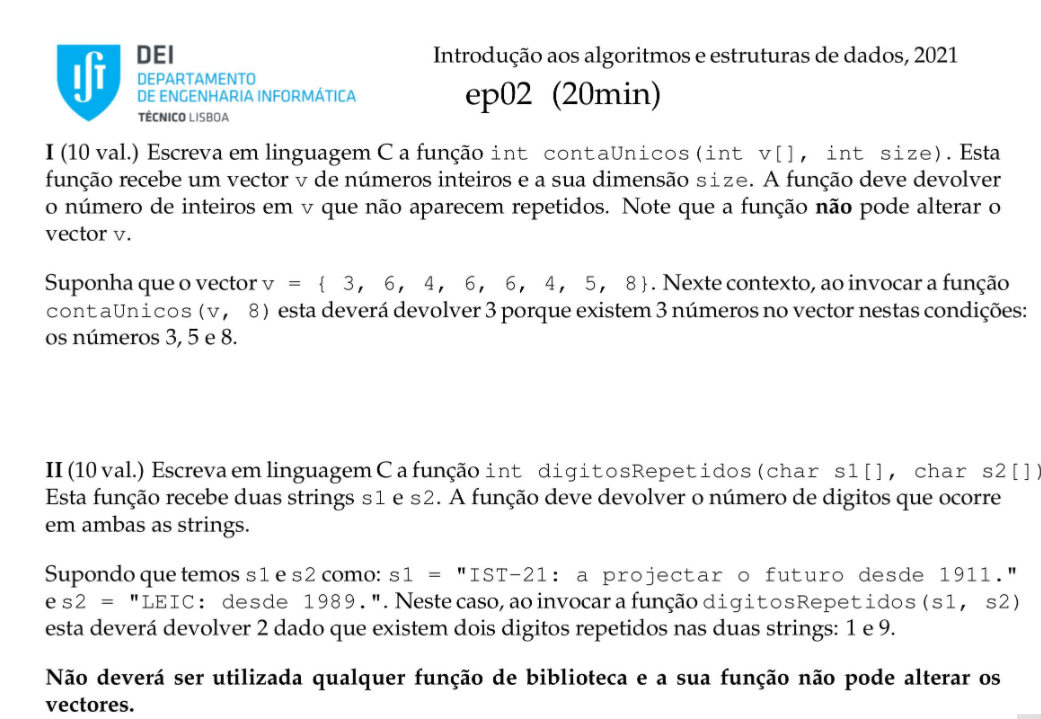 DEI
DEPARTAMENTO
DE ENGENHARIA INFORMÁTICA
TÉCNICO LISBOA
Introdução aos algoritmos e estruturas de dados, 2021
ep02 (20min)
I (10 val.) Escreva em linguagem C a função int contaUnicos(int v[], int size). Esta
função recebe um vector v de números inteiros e a sua dimensão size. A função deve devolver
o número de inteiros em v que não aparecem repetidos. Note que a função não pode alterar o
vector v.
Suponha que o vector v = { 3, 6, 4, 6, 6, 4, 5, 8}. Nexte contexto, ao invocar a função
contaUnicos(v, 8) esta deverá devolver 3 porque existem 3 números no vector nestas condições:
os números 3, 5 e 8.
II (10 val.) Escreva em linguagem C a função int digitosRepetidos(char s1[], char s2[])
Esta função recebe duas strings s1 e s2. A função deve devolver o número de digitos que ocorre
em ambas as strings.
Supondo que temos s1 e s2 como: s1 = "IST-21: a projectar o futuro desde 1911."
e s2 = "LEIC: desde 1989.". Neste caso, ao invocar a função digitosRepetidos(s1, s2)
esta deverá devolver 2 dado que existem dois digitos repetidos nas duas strings: 1 e 9.
Não deverá ser utilizada qualquer função de biblioteca e a sua função não pode alterar os
vectores.